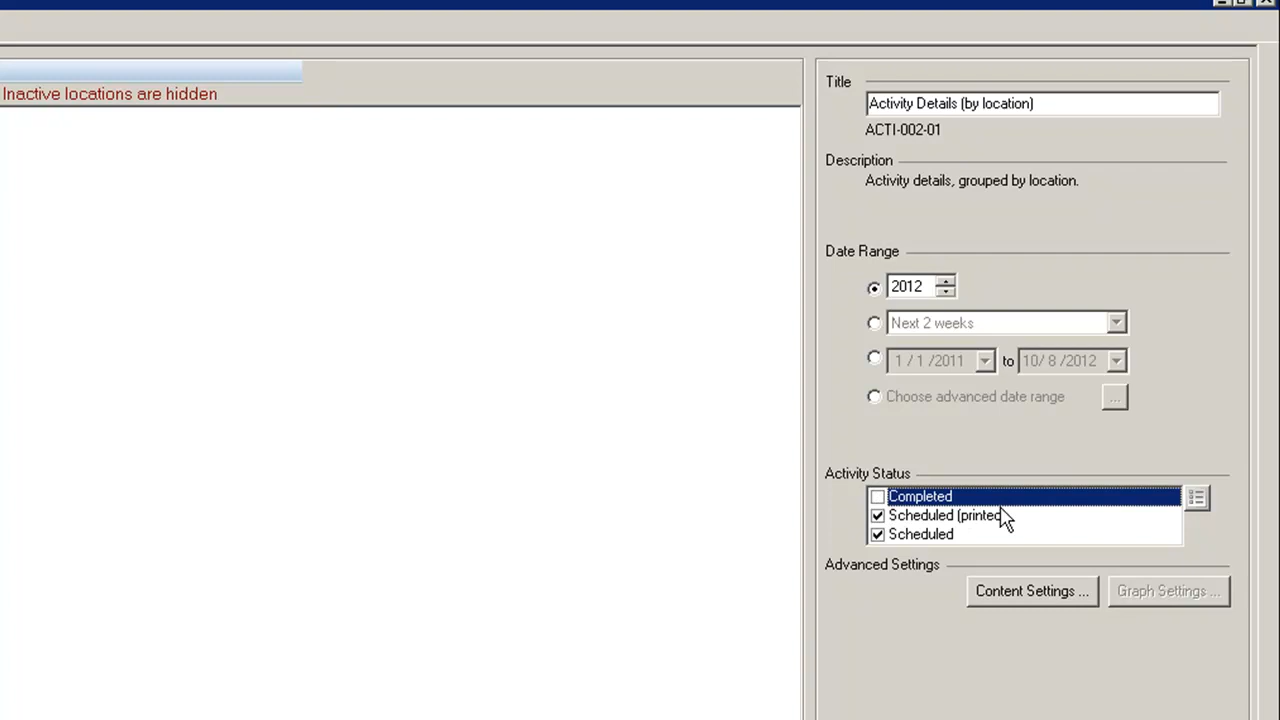 Inactive locations are hidden
Title
Activity Details (by location)
ACTI-002-01
Description
Activity details, grouped by location.
Date Range
2012
Next 2 weeks
1 / 1 /2011 to 10/ 8 /2012
Choose advanced date range ...
Activity Status
Completed
Scheduled (printed
Scheduled
Advanced Settings
Content Settings ... Graph Settings ...